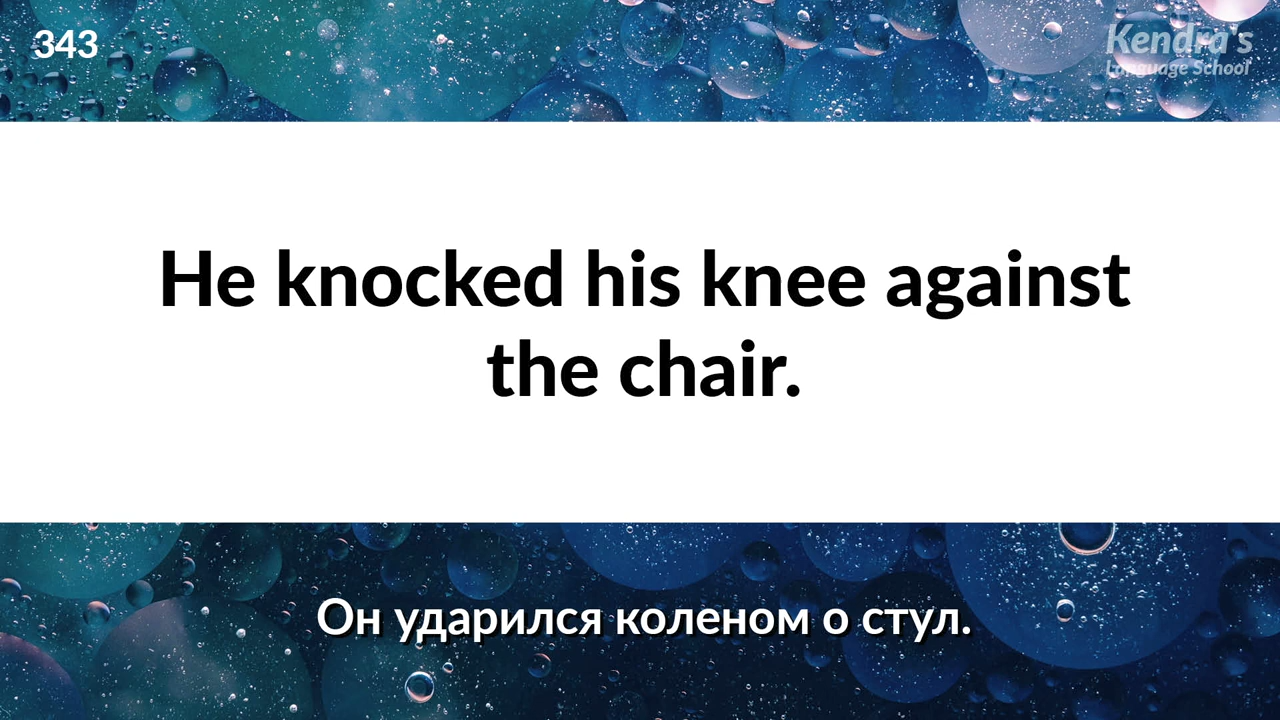 343
Kendra's
Language School
He knocked his knee against
the chair.
Он ударился коленом о стул.